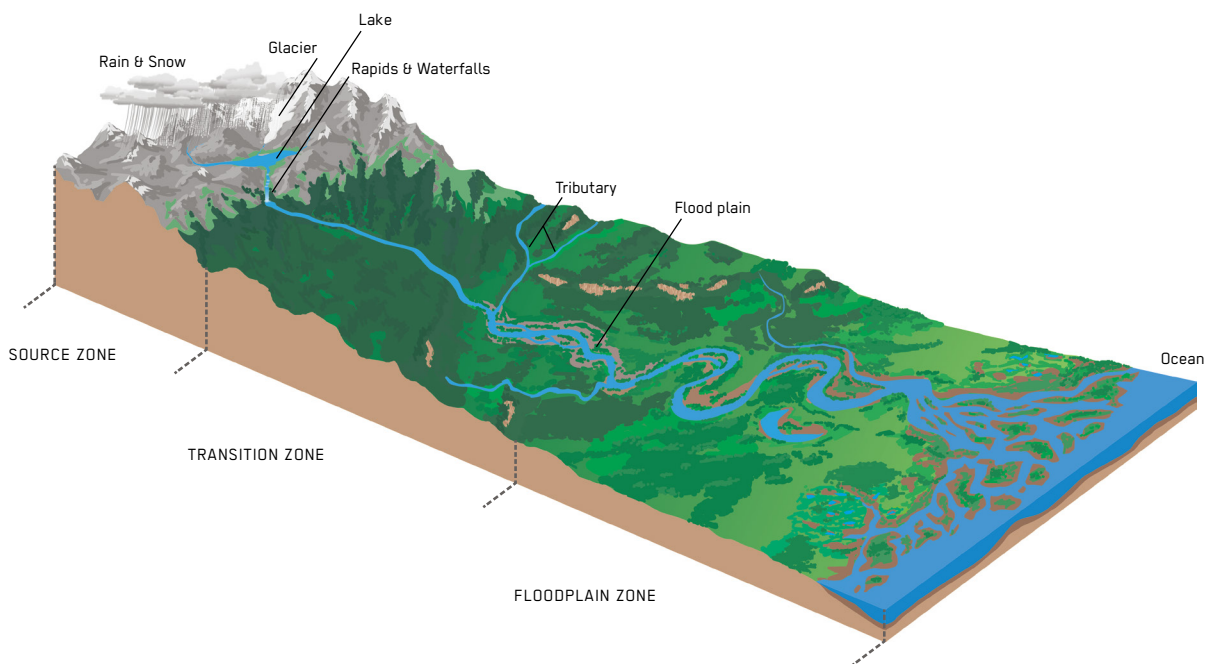 Lake
Glacier
Rain & Snow
Rapids & Waterfalls
Tributary
Flood plain
SOURCE ZONE
Ocean
TRANSITION ZONE
FLOODPLAIN ZONE